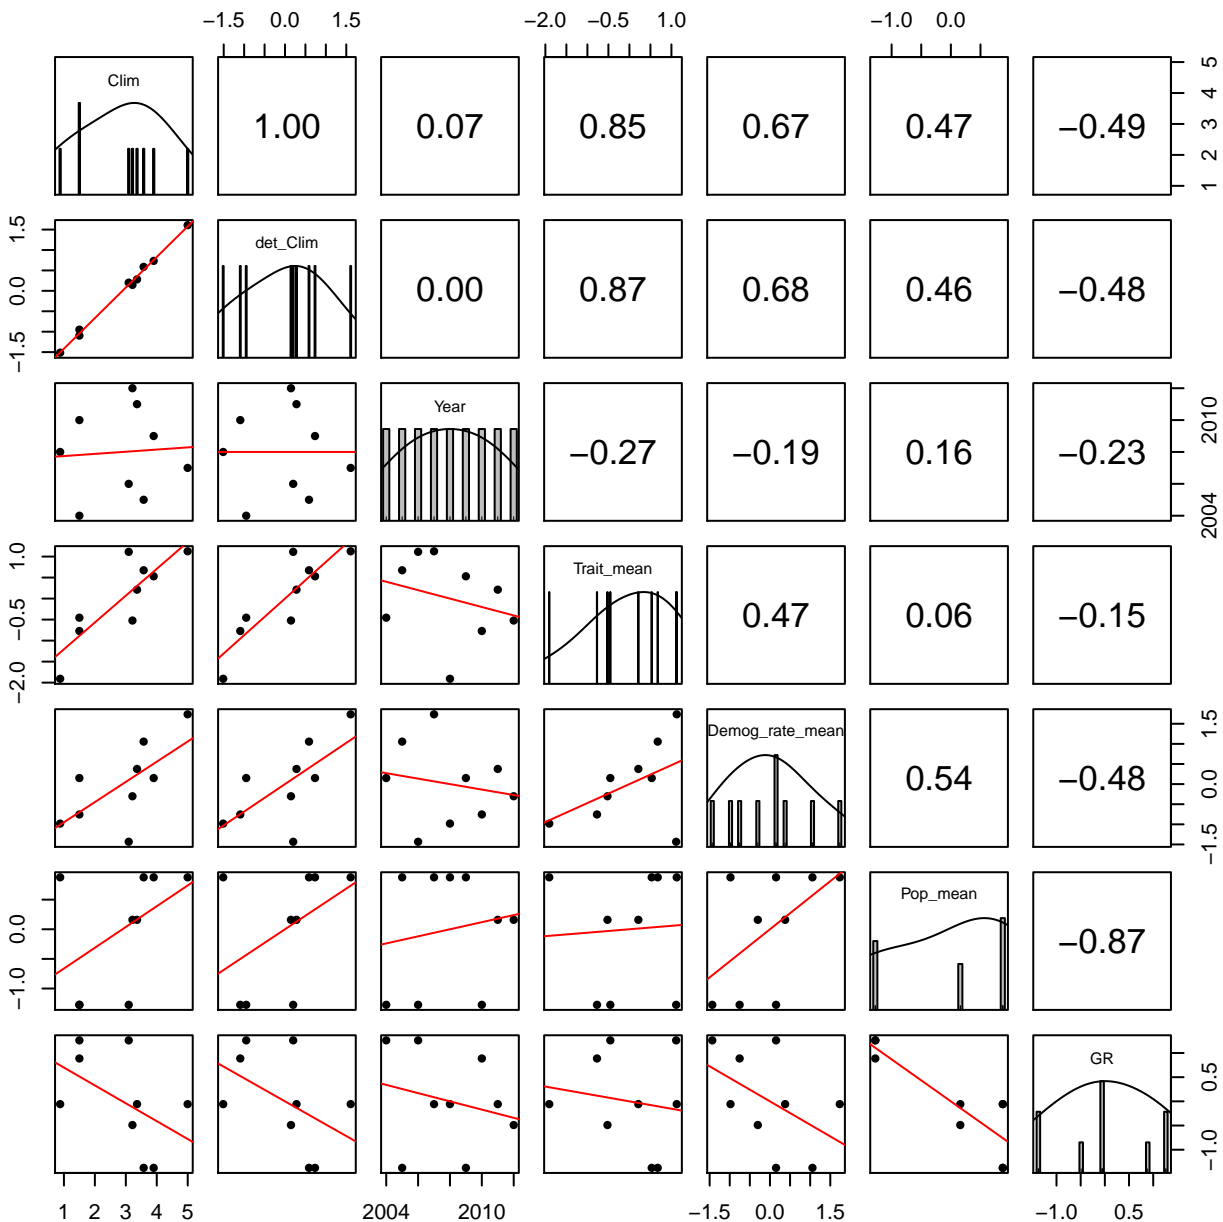 −1.5 0.0 1.5 −2.0 −0.5 1.0 −1.0 0.0
Clim 1.00 0.07 0.85 0.67 0.47 −0.49 1 2 3 4 5
−1.5 0.0 1.5 det_Clim 0.00 0.87 0.68 0.46 −0.48
Year −0.27 −0.19 0.16 −0.23 2004 2010
−2.0 −0.5 1.0 Trait_mean 0.47 0.06 −0.15
Demog_rate_mean 0.54 −0.48 −1.5 0.0 1.5
−1.0 0.0 Pop_mean −0.87
GR
1 2 3 4 5 2004 2010 −1.5 0.0 1.5 −1.0 0.5